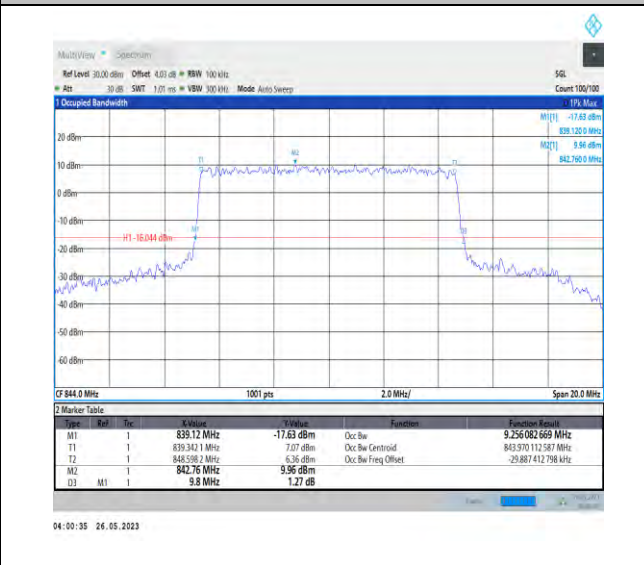 MultiView Spectrum
Ref Level 30.00 dBm Offset 4.03 dB RBW 100 kHz SGL
Att 30 dB SWT 1.01 ms VBW 300 kHz Mode Auto Sweep Count 100/100
1 Occupied Bandwidth 1Pk Max
M1[1] -17.63 dBm
839.120 0 MHz
M2[1] 9.96 dBm
842.760 0 MHz
20 dBm
10 dBm
0 dBm
-10 dBm
-20 dBm
-30 dBm
-40 dBm
-50 dBm
-60 dBm
T1
M2
M1
H1 -16.044 dBm
CF 844.0 MHz 1001 pts 2.0 MHz/ Span 20.0 MHz
2 Marker Table
Type Ref Trc X-Value Y-Value Function Function Result
M1 1 839.12 MHz -17.63 dBm Occ Bw 9.256 082 669 MHz
T1 1 839.342 1 MHz 7.07 dBm Occ Bw Centroid 843.970 112 587 MHz
T2 1 848.598 2 MHz 6.36 dBm Occ Bw Freq Offset -29.887 412 798 kHz
M2 1 842.76 MHz 9.96 dBm
D3 M1 1 9.8 MHz 1.27 dB
04:00:35 26.05.2023